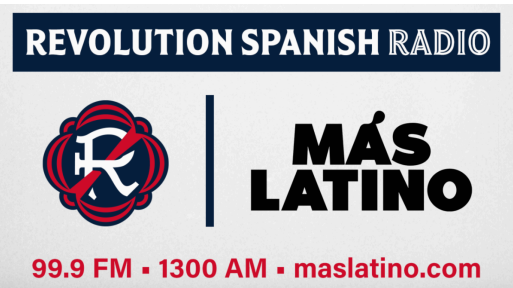 REVOLUTION SPANISH RADIO
R
MÁS
LATINO
99.9 FM ▪ 1300 AM ▪ maslatino.com